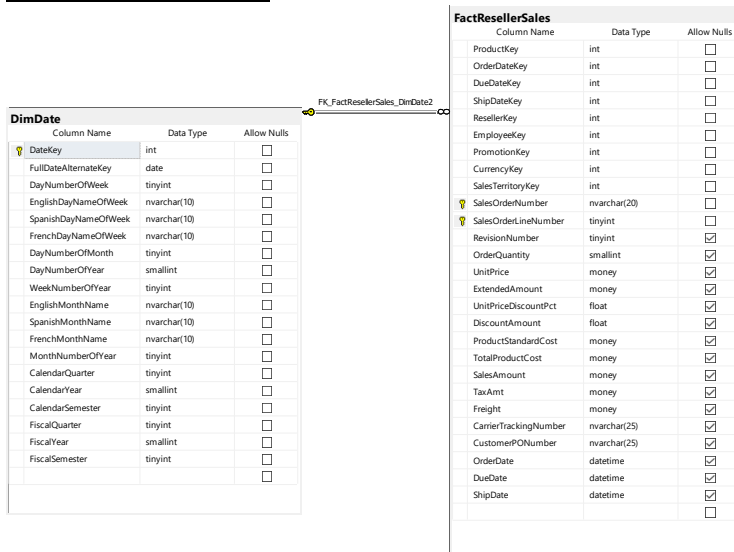 FactResellerSales
Column Name Data Type Allow Nulls
ProductKey int
OrderDateKey int
DueDateKey int
ShipDateKey int
ResellerKey int
EmployeeKey int
PromotionKey int
CurrencyKey int
SalesTerritoryKey int
SalesOrderNumber nvarchar(20)
SalesOrderLineNumber tinyint
RevisionNumber tinyint
OrderQuantity smallint
UnitPrice money
ExtendedAmount money
UnitPriceDiscountPct float
DiscountAmount float
ProductStandardCost money
TotalProductCost money
SalesAmount money
TaxAmt money
Freight money
CarrierTrackingNumber nvarchar(25)
CustomerPONumber nvarchar(25)
OrderDate datetime
DueDate datetime
ShipDate datetime
FK_FactResellerSales_DimDate2
DimDate
Column Name Data Type Allow Nulls
DateKey int
FullDateAlternateKey date
DayNumberOfWeek tinyint
EnglishDayNameOfWeek nvarchar(10)
SpanishDayNameOfWeek nvarchar(10)
FrenchDayNameOfWeek nvarchar(10)
DayNumberOfMonth tinyint
DayNumberOfYear smallint
WeekNumberOfYear tinyint
EnglishMonthName nvarchar(10)
SpanishMonthName nvarchar(10)
FrenchMonthName nvarchar(10)
MonthNumberOfYear tinyint
CalendarQuarter tinyint
CalendarYear smallint
CalendarSemester tinyint
FiscalQuarter tinyint
FiscalYear smallint
FiscalSemester tinyint